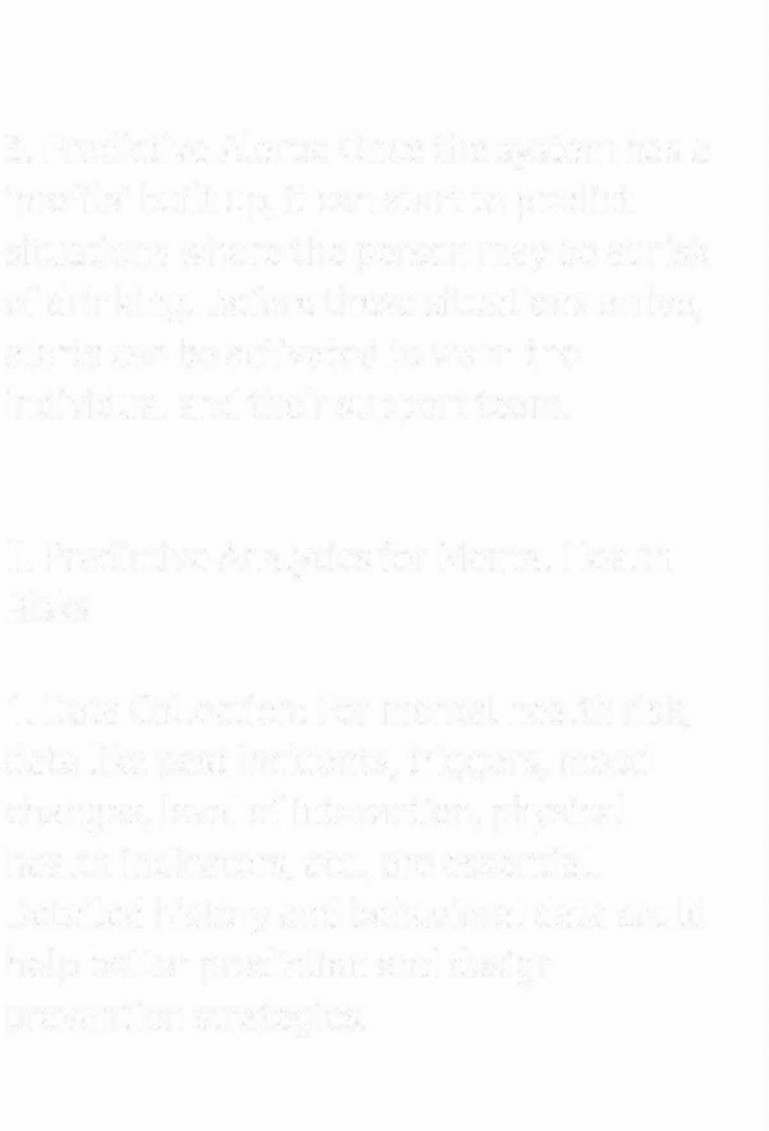 3. Predictive Alerts: Once the system has a
'profile' built up, it can start to predict
situations where the person may be at risk
of drinking. Before these situations
alerts can be activated between the
individual and their support team.
I. Predictive Analytics for Mental Health
Risks
1. Data Collection: For mental health risk,
data like past incidents, triggers, mood
changes, level of interaction, physical
health indicators, etc., are essential.
Detailed history and behavioral data could
help better prediction and design
prevention strategies.